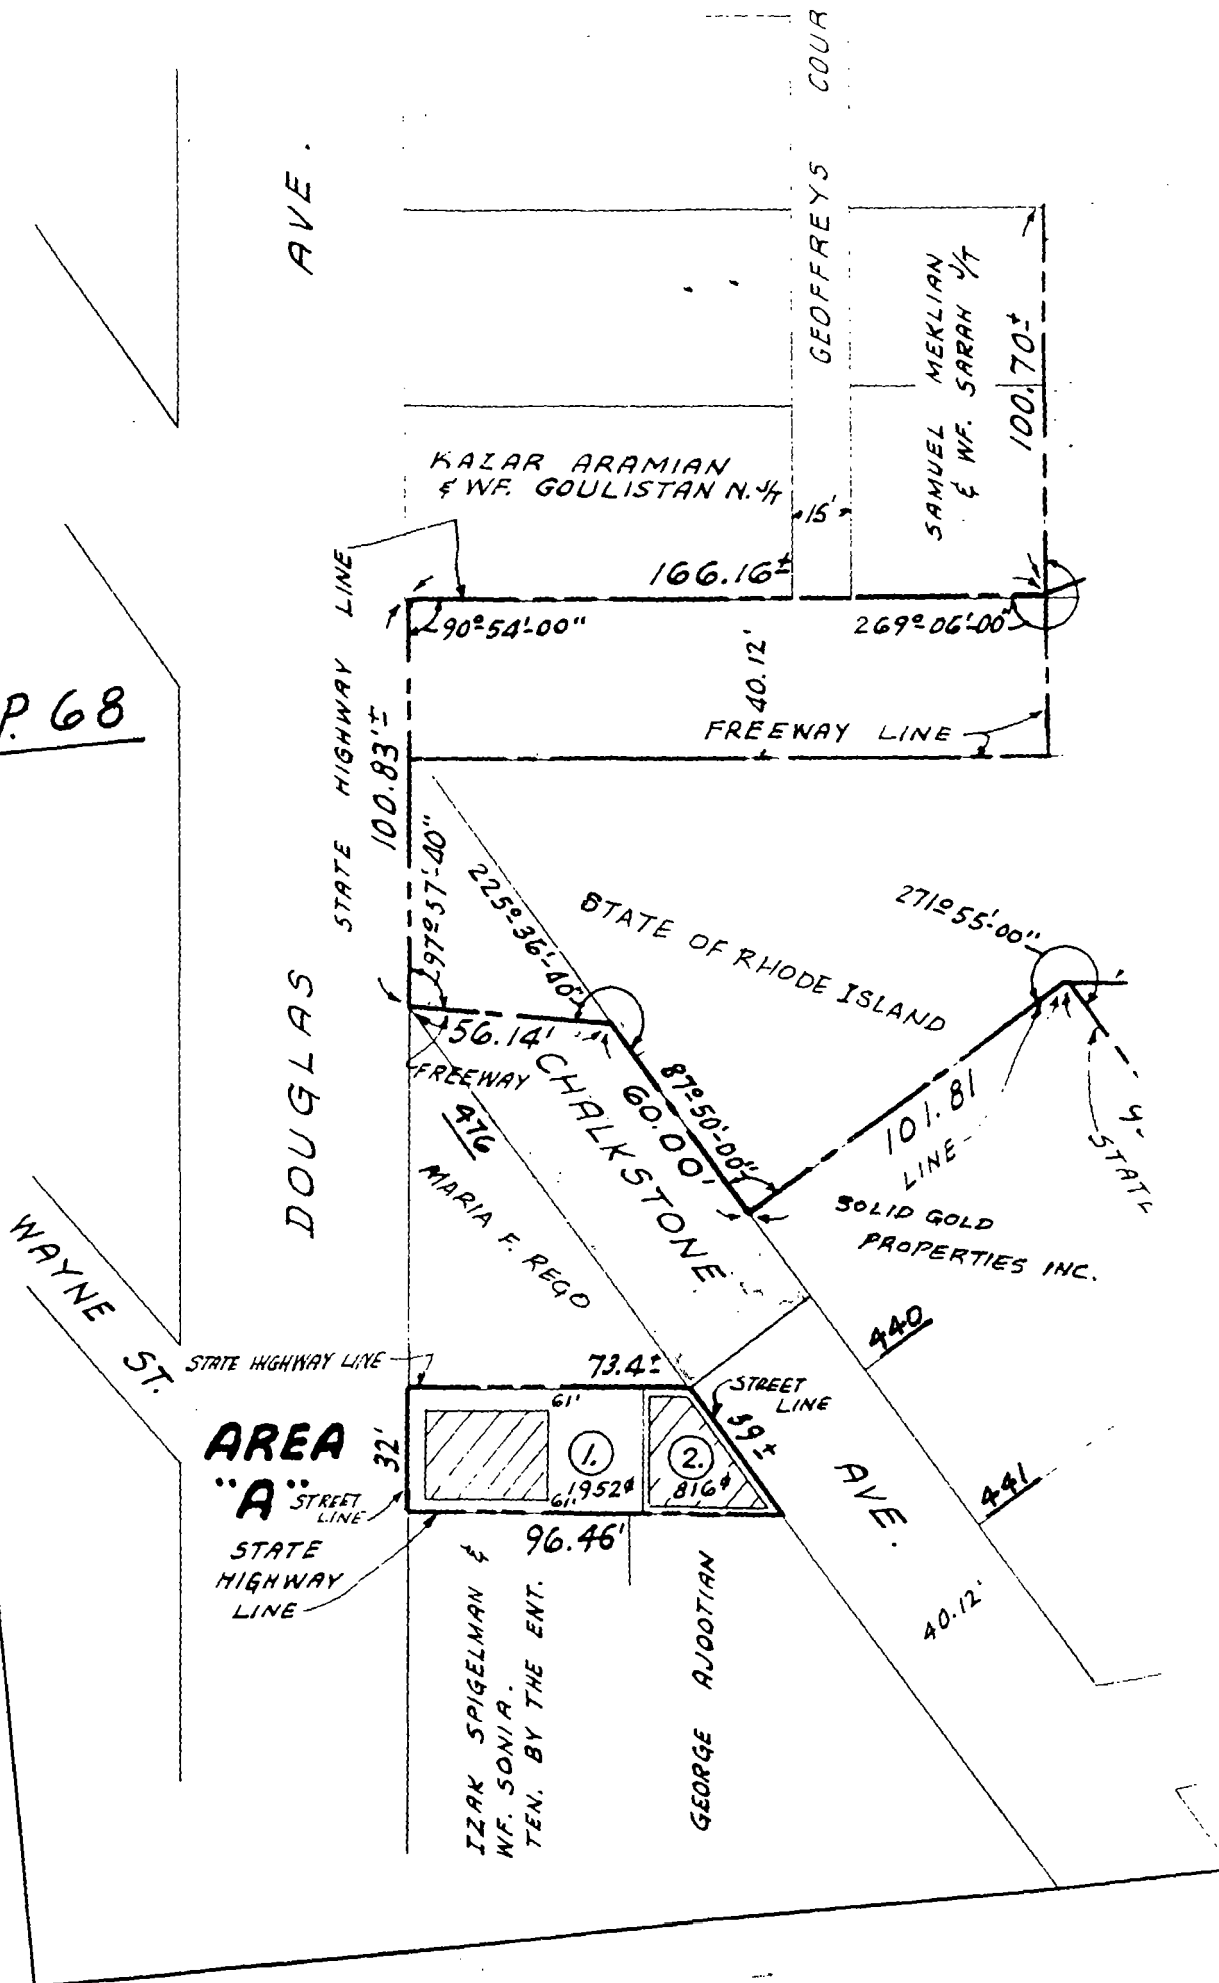 GEOFFREYS COUR
AVE.
SAMUEL MEKLIAN
& WF. SARAH J/T
100.70±
KAZAR ARAMIAN
& WF. GOULISTAN N. J/T
15'
166.16±
90°-54'-00"
269°-06'-00"
40.12'
FREEWAY LINE
STATE HIGHWAY LINE
100.83'±
P. 68
97°57'-40"
225°36'-40"
STATE OF RHODE ISLAND
271°55'-00"
56.14'
FREEWAY
87°50'-00"
60.00'
101.81
LINE
STATE
476
CHALKSTONE
MARIA F. REGO
DOUGLAS
SOLID GOLD
PROPERTIES INC.
WAYNE ST.
440
STATE HIGHWAY LINE
73.4±
STREET
LINE
39±
AREA
"A"
32'
61'
1.
1952
61'
2.
816
STREET
LINE
AVE.
441
STATE
HIGHWAY
LINE
96.46'
40.12'
IZAK SPIGELMAN &
WF. SONIA.
TEN. BY THE ENT.
GEORGE AJOOTIAN